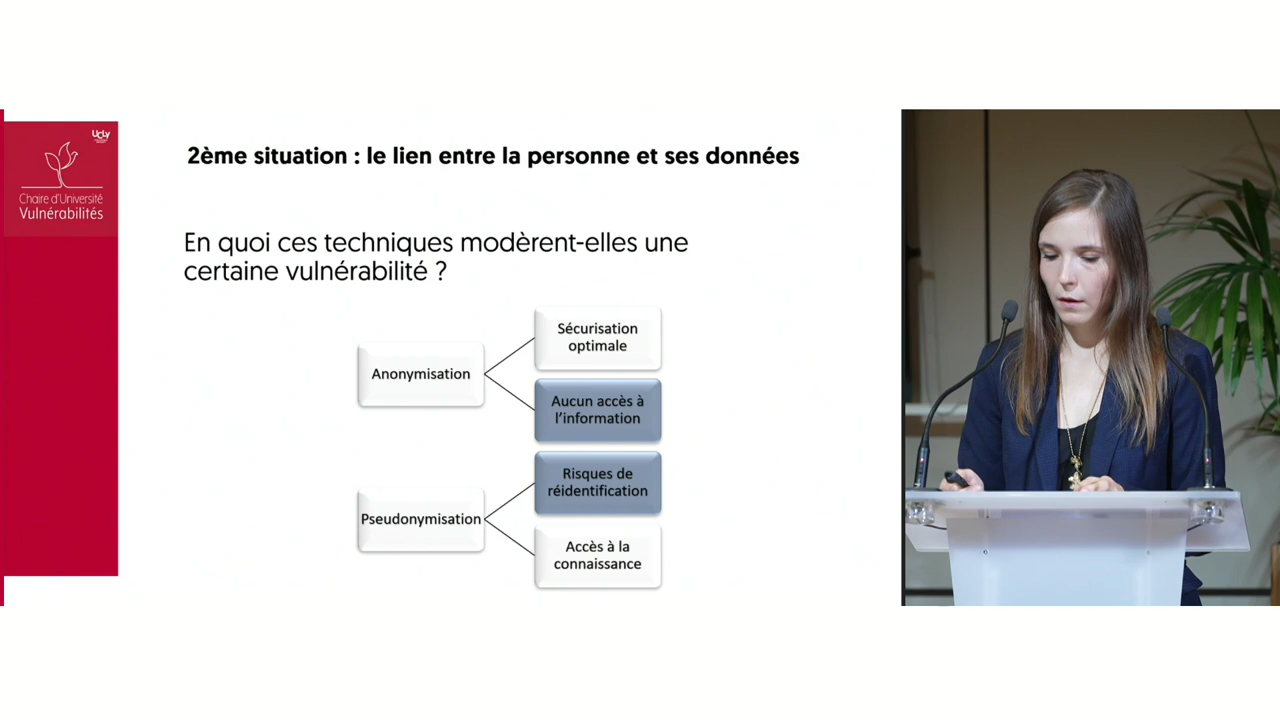 UCLy
Chaire d'Université
Vulnérabilités
2ème situation : le lien entre la personne et ses données
En quoi ces techniques modèrent-elles une
certaine vulnérabilité ?
Anonymisation
Sécurisation
optimale
Aucun accès à
l'information
Pseudonymisation
Risques de
réidentification
Accès à la
connaissance